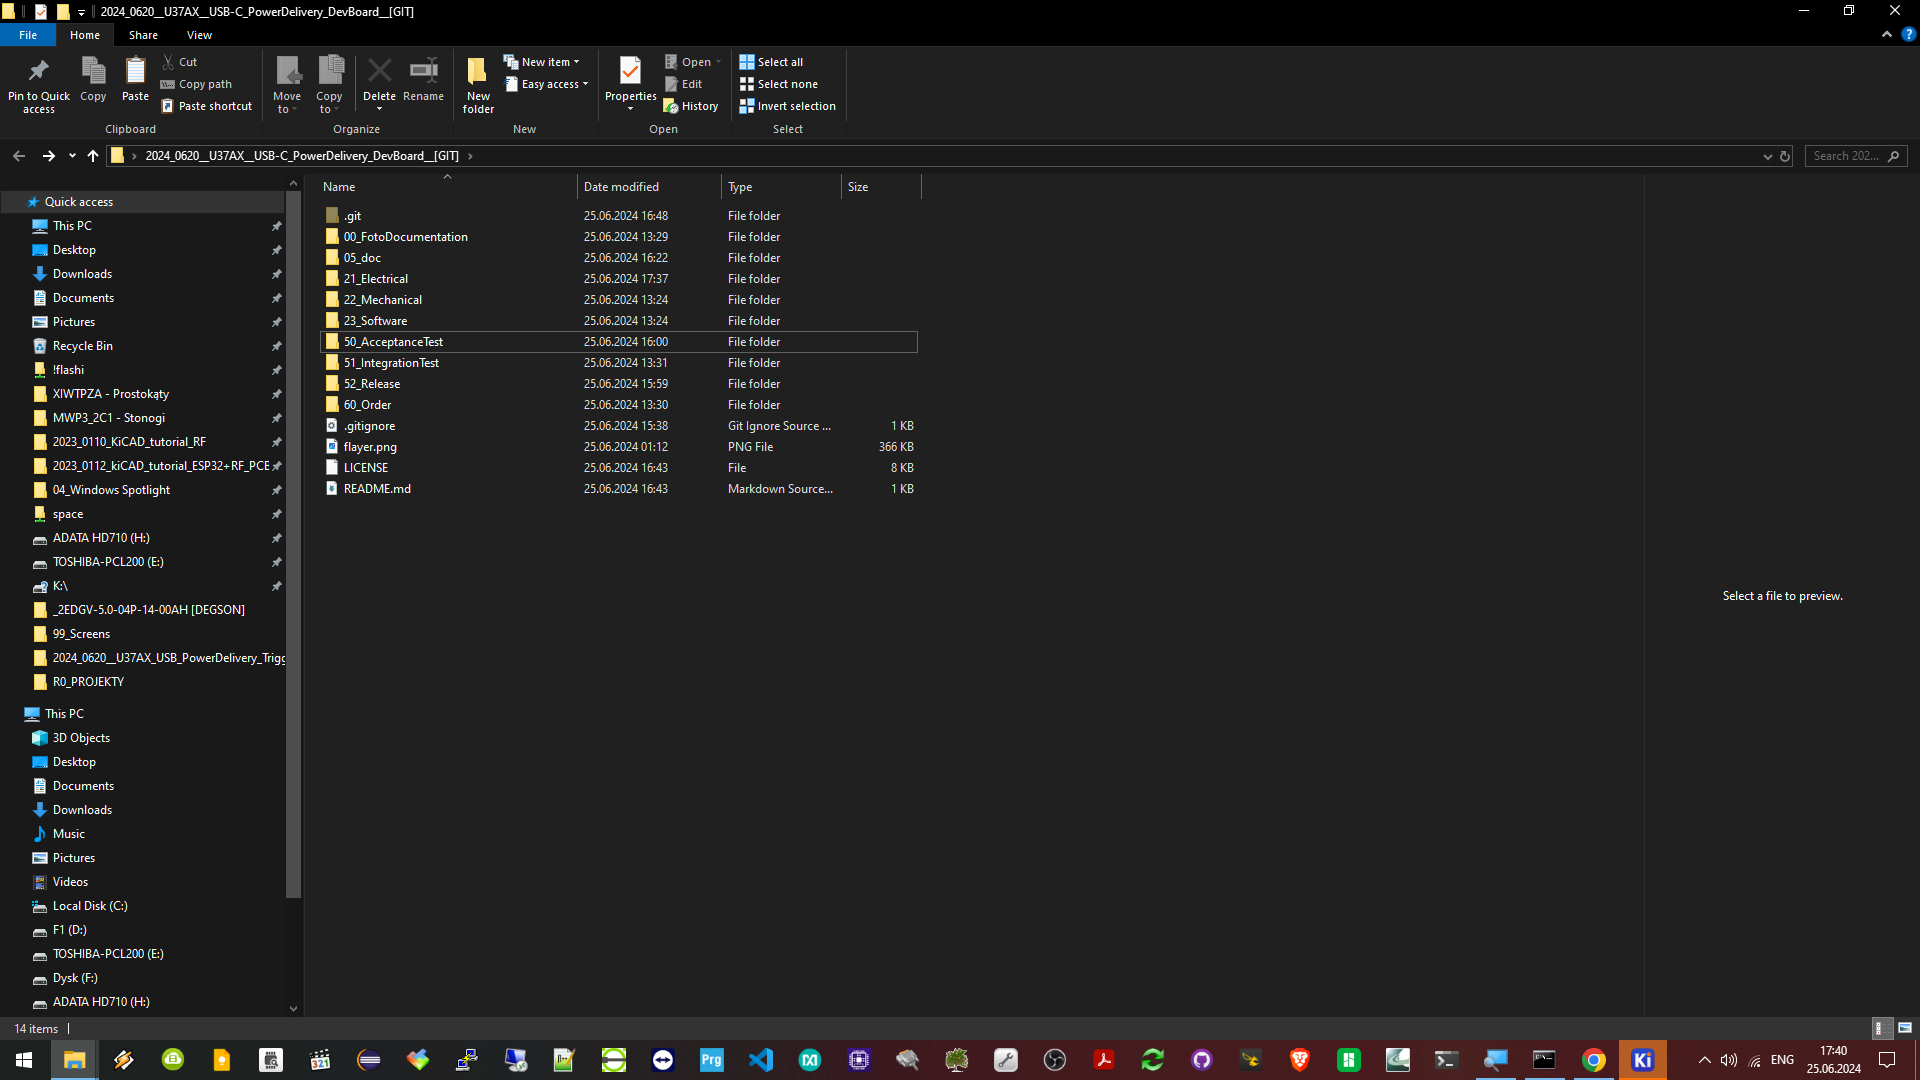 2024_0620__U37AX__USB-C_PowerDelivery_DevBoard__[GIT]
File Home Share View
Pin to Quick access
Copy
Paste
Cut
Copy path
Paste shortcut
Clipboard
Move to
Copy to
Delete
Rename
Organize
New folder
New item
Easy access
New
Properties
Open
Edit
History
Open
Select all
Select none
Invert selection
Select
2024_0620__U37AX__USB-C_PowerDelivery_DevBoard__[GIT]
Search 202...
Quick access
This PC
Desktop
Downloads
Documents
Pictures
Recycle Bin
!flashi
XIWTPZA - Prostokąty
MWP3_2C1 - Stonogi
2023_0110_KiCAD_tutorial_RF
2023_0112_kiCAD_tutorial_ESP32+RF_PCE
04_Windows Spotlight
space
ADATA HD710 (H:)
TOSHIBA-PCL200 (E:)
K:\
_2EDGV-5.0-04P-14-00AH [DEGSON]
99_Screens
2024_0620__U37AX_USB_PowerDelivery_Trigg
R0_PROJEKTY
This PC
3D Objects
Desktop
Documents
Downloads
Music
Pictures
Videos
Local Disk (C:)
F1 (D:)
TOSHIBA-PCL200 (E:)
Dysk (F:)
ADATA HD710 (H:)
Name Date modified Type Size
.git 25.06.2024 16:48 File folder
00_FotoDocumentation 25.06.2024 13:29 File folder
05_doc 25.06.2024 16:22 File folder
21_Electrical 25.06.2024 17:37 File folder
22_Mechanical 25.06.2024 13:24 File folder
23_Software 25.06.2024 13:24 File folder
50_AcceptanceTest 25.06.2024 16:00 File folder
51_IntegrationTest 25.06.2024 13:31 File folder
52_Release 25.06.2024 15:59 File folder
60_Order 25.06.2024 13:30 File folder
.gitignore 25.06.2024 15:38 Git Ignore Source ... 1 KB
flayer.png 25.06.2024 01:12 PNG File 366 KB
LICENSE 25.06.2024 16:43 File 8 KB
README.md 25.06.2024 16:43 Markdown Source... 1 KB
Select a file to preview.
14 items
321
Prg
Ki
ENG
17:40
25.06.2024